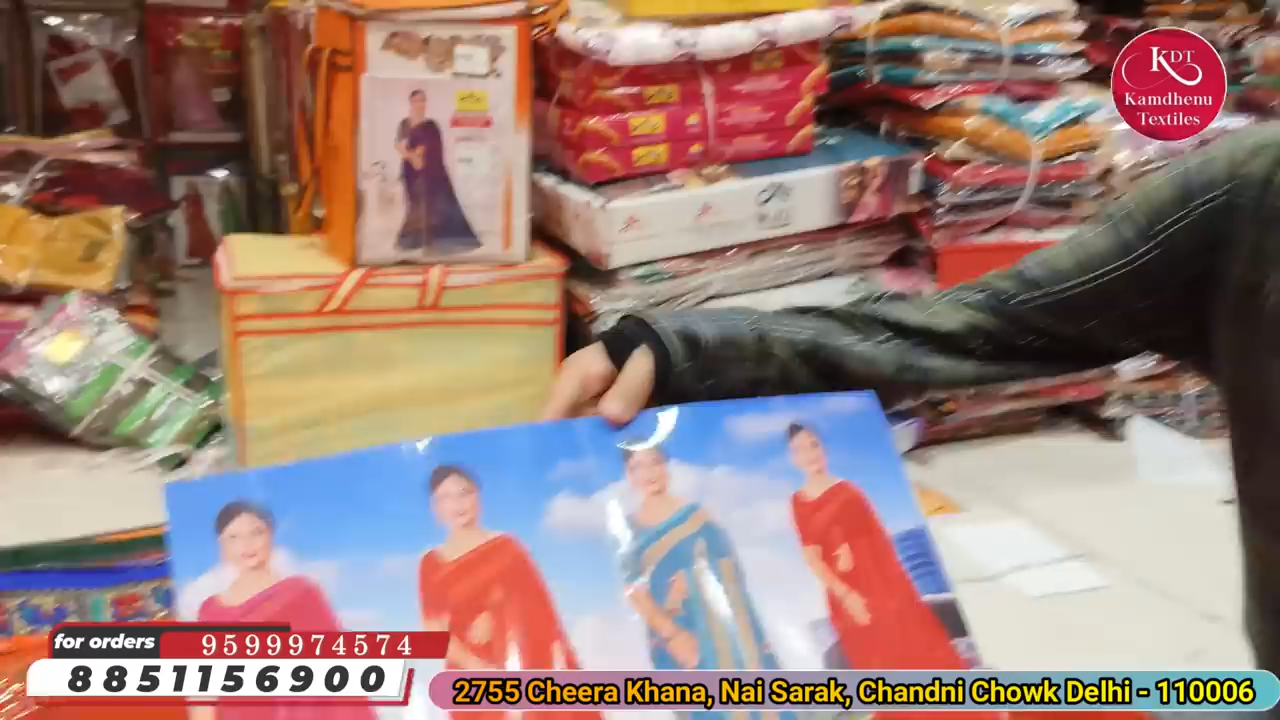 KDT
Kamdhenu
Textiles
for orders
9599974574
8851156900
2755 Cheera Khana, Nai Sarak, Chandni Chowk Delhi - 110006